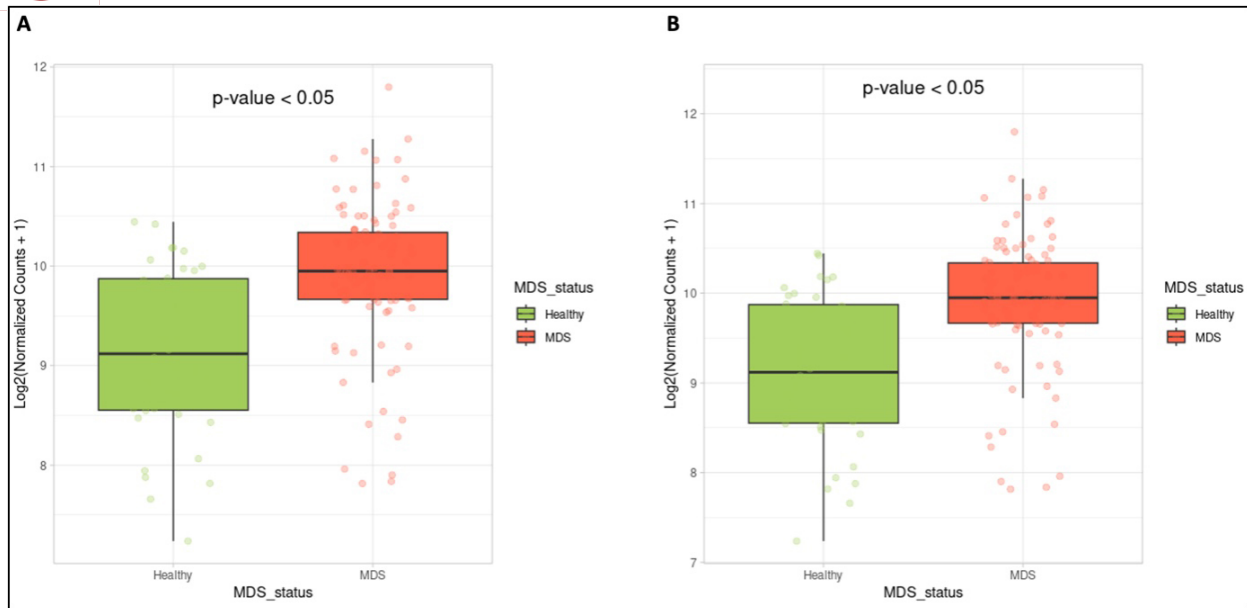 A
p-value < 0.05
12
11
10
9
8
Log2(Normalized Counts + 1)
Healthy
MDS
MDS_status
MDS_status
Healthy
MDS
B
p-value < 0.05
12
11
10
9
8
7
Log2(Normalized Counts + 1)
Healthy
MDS
MDS_status
MDS_status
Healthy
MDS